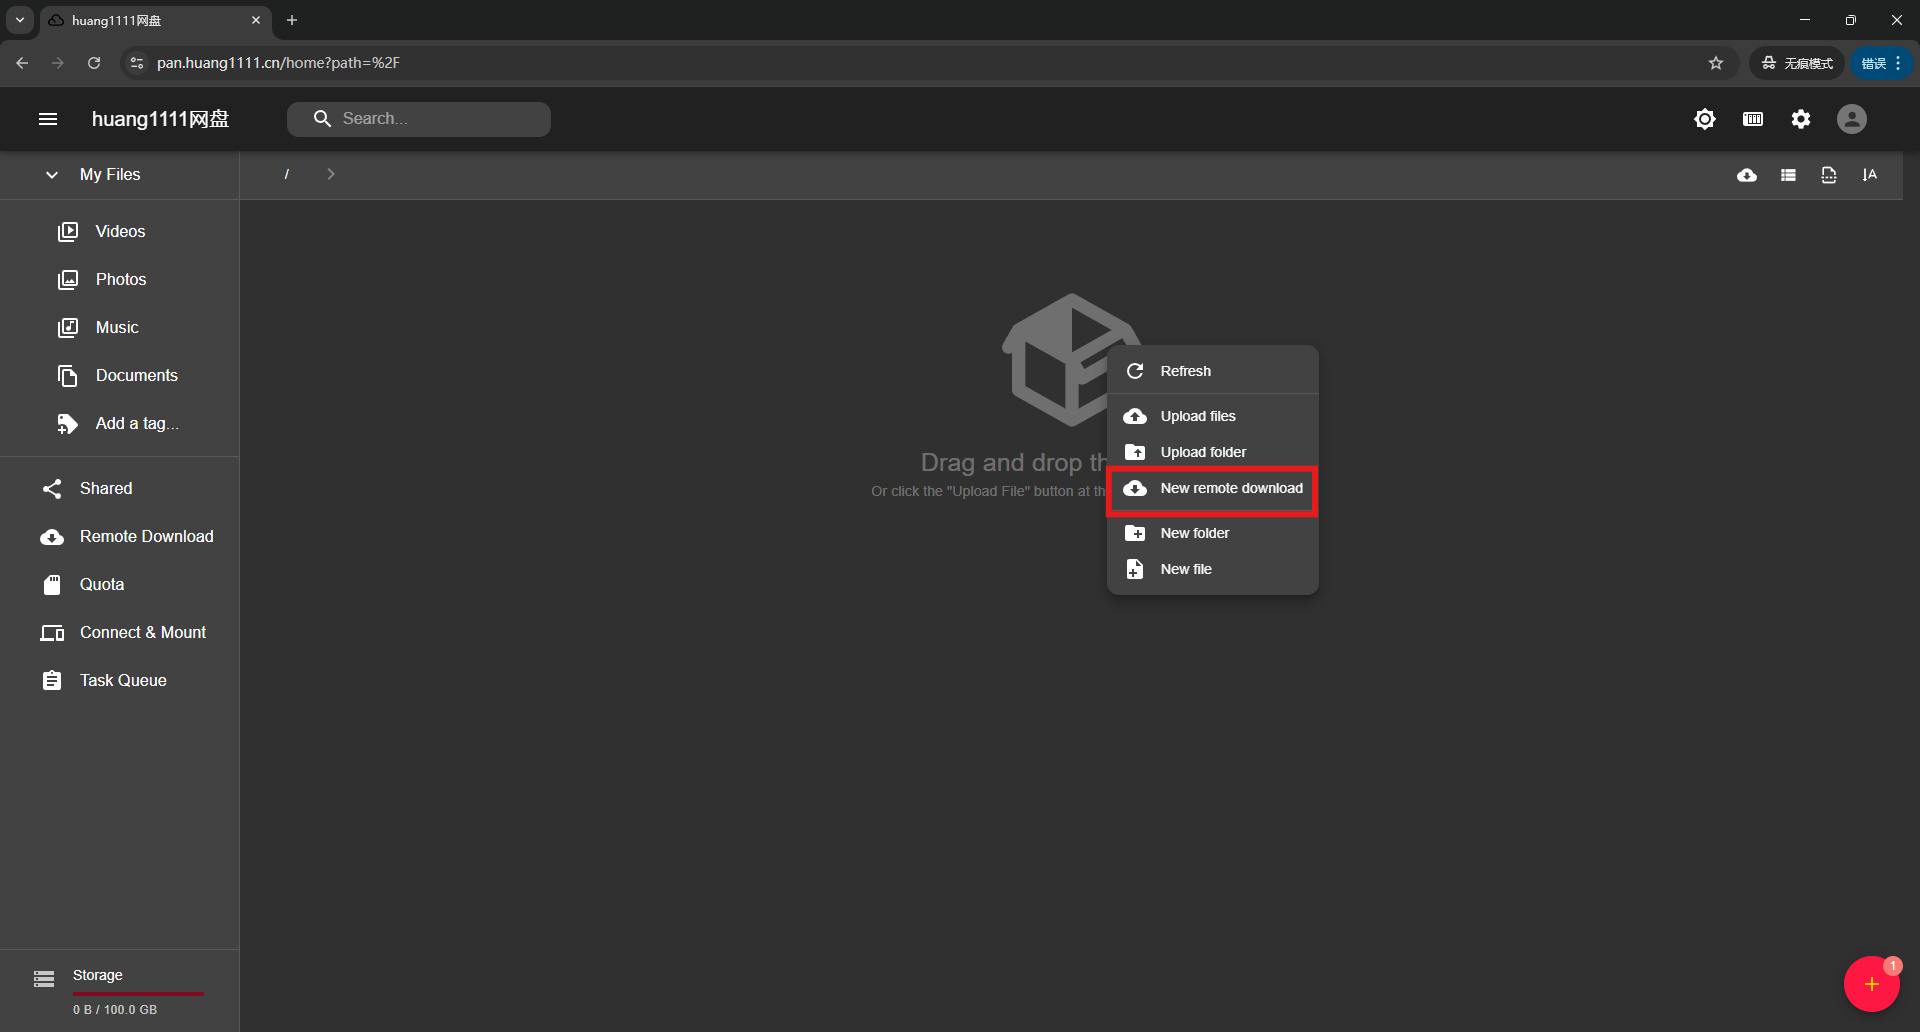 huang1111网盘
pan.huang1111.cn/home?path=%2F
无痕模式
错误
huang1111网盘
Search...
My Files
/
Videos
Photos
Music
Documents
Add a tag...
Shared
Remote Download
Quota
Connect & Mount
Task Queue
Drag and drop th
Or click the "Upload File" button at th
Refresh
Upload files
Upload folder
New remote download
New folder
New file
Storage
0 B / 100.0 GB
1